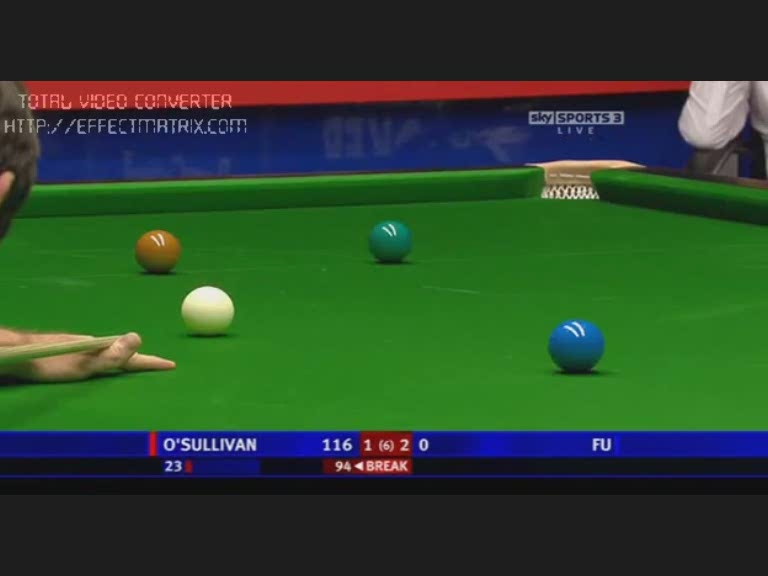 TOTAL VIDEO CONVERTER
HTTP://EFFECTMATRIX.COM
sky SPORTS 3
LIVE
O'SULLIVAN 116 1 (6) 2 0 FU
23 94 ◄BREAK